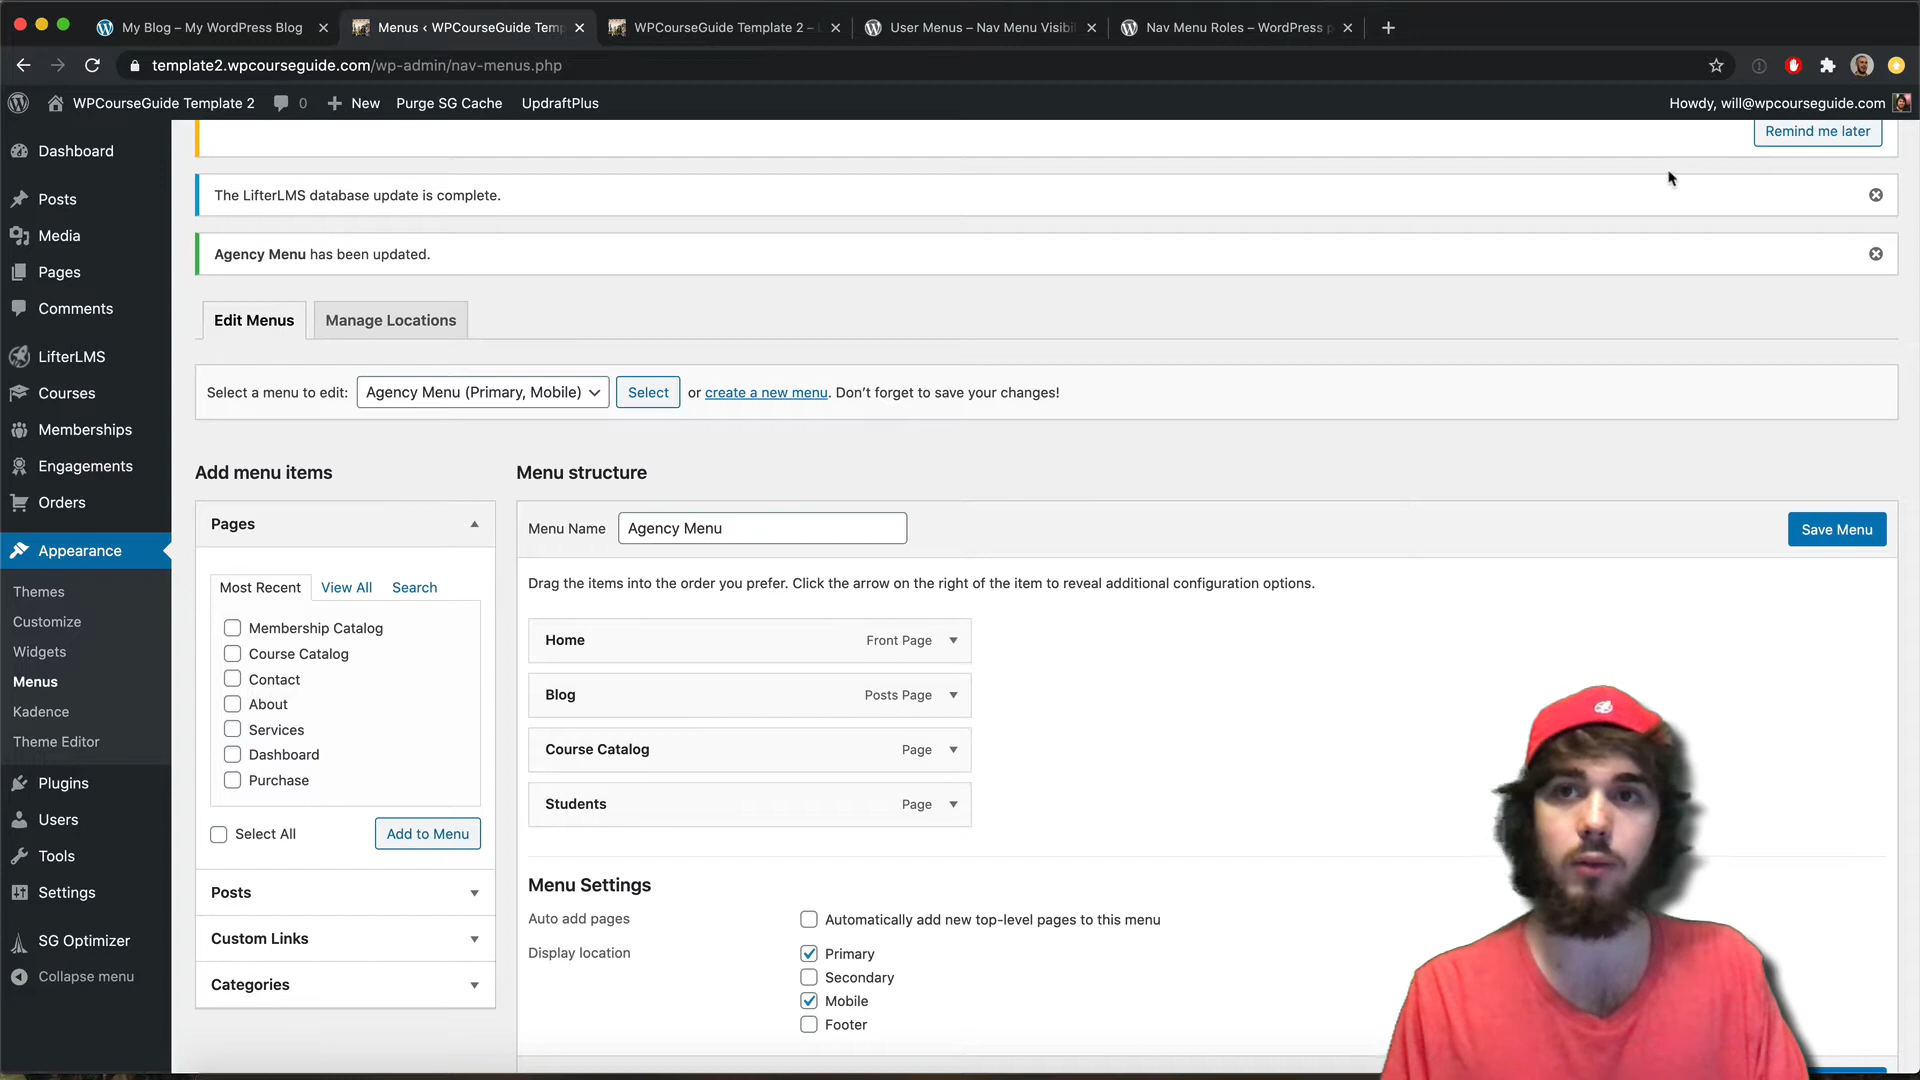 My Blog – My WordPress Blog
Menus ‹ WPCourseGuide Temp
WPCourseGuide Template 2 –
User Menus – Nav Menu Visibi
Nav Menu Roles – WordPress p
template2.wpcourseguide.com/wp-admin/nav-menus.php
WPCourseGuide Template 2
0
New
Purge SG Cache
UpdraftPlus
Howdy, will@wpcourseguide.com
Remind me later
The LifterLMS database update is complete.
Agency Menu has been updated.
Edit Menus
Manage Locations
Select a menu to edit:
Agency Menu (Primary, Mobile)
Select
or create a new menu. Don’t forget to save your changes!
Dashboard
Posts
Media
Pages
Comments
LifterLMS
Courses
Memberships
Engagements
Orders
Appearance
Themes
Customize
Widgets
Menus
Kadence
Theme Editor
Plugins
Users
Tools
Settings
SG Optimizer
Collapse menu
Add menu items
Pages
Most Recent
View All
Search
Membership Catalog
Course Catalog
Contact
About
Services
Dashboard
Purchase
Select All
Add to Menu
Posts
Custom Links
Categories
Menu structure
Menu Name
Agency Menu
Save Menu
Drag the items into the order you prefer. Click the arrow on the right of the item to reveal additional configuration options.
Home
Front Page
Blog
Posts Page
Course Catalog
Page
Students
Page
Menu Settings
Auto add pages
Automatically add new top-level pages to this menu
Display location
Primary
Secondary
Mobile
Footer